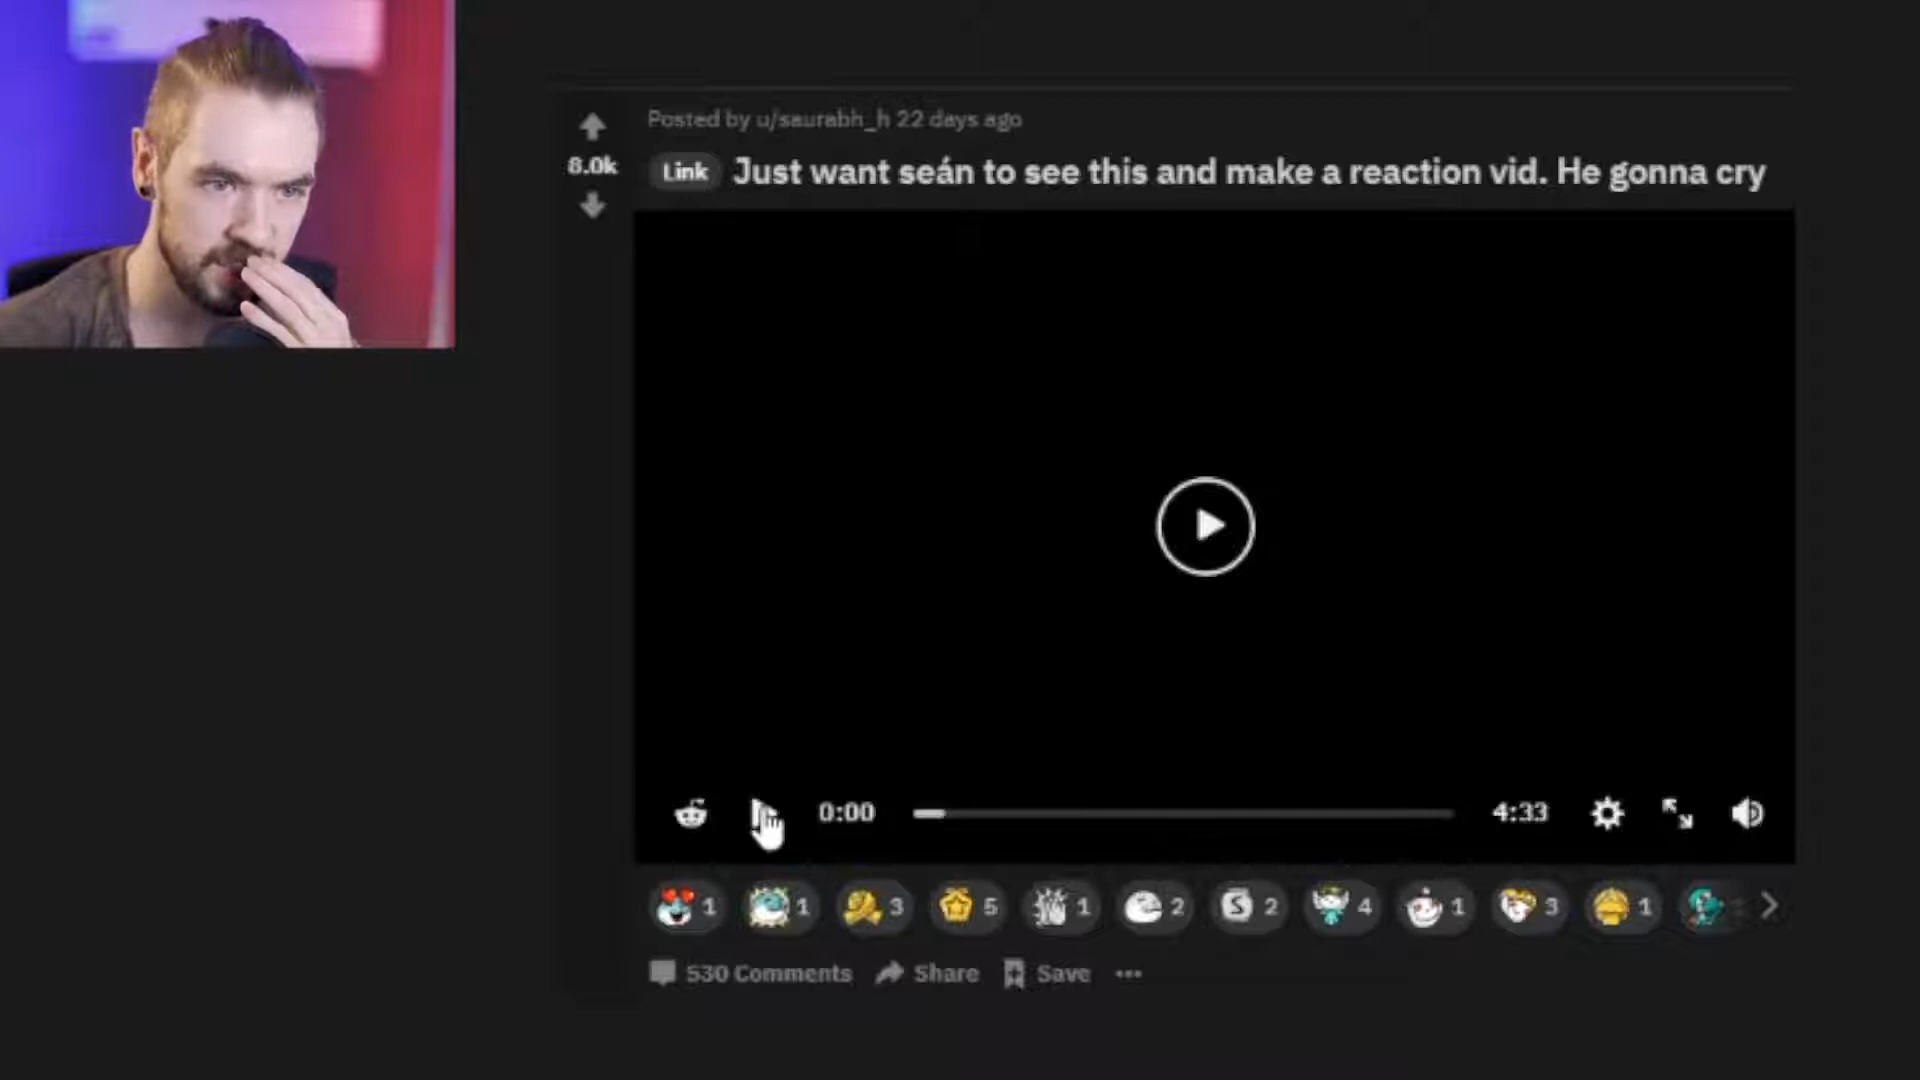 Posted by u/saurabh_h 22 days ago
8.0k
Link Just want seán to see this and make a reaction vid. He gonna cry
0:00 4:33
1 1 3 5 1 2 S 2 4 1 3 1
530 Comments Share Save